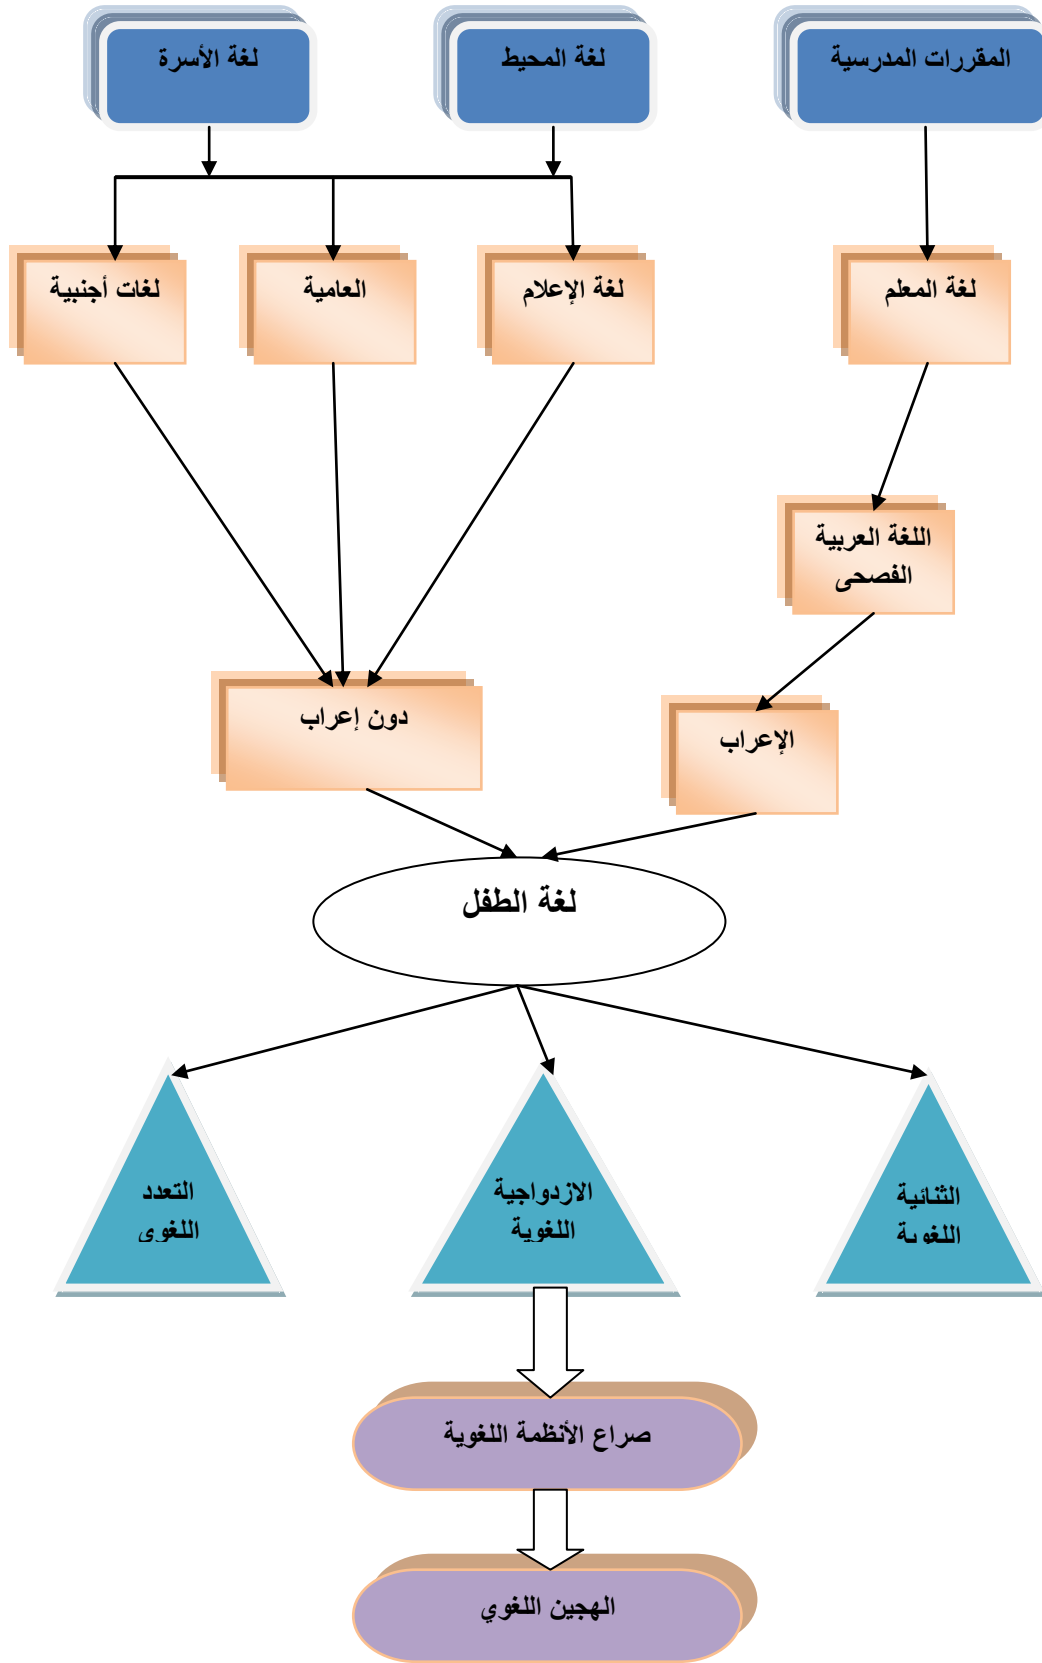 المقررات المدرسية
لغة المحيط
لغة الأسرة
لغة المعلم
لغة الإعلام
العامية
لغات أجنبية
اللغة العربية
الفصحى
دون إعراب
الإعراب
لغة الطفل
الثنائية
اللغوية
الازدواجية
اللغوية
التعدد
اللغوي
صراع الأنظمة اللغوية
الهجين اللغوي